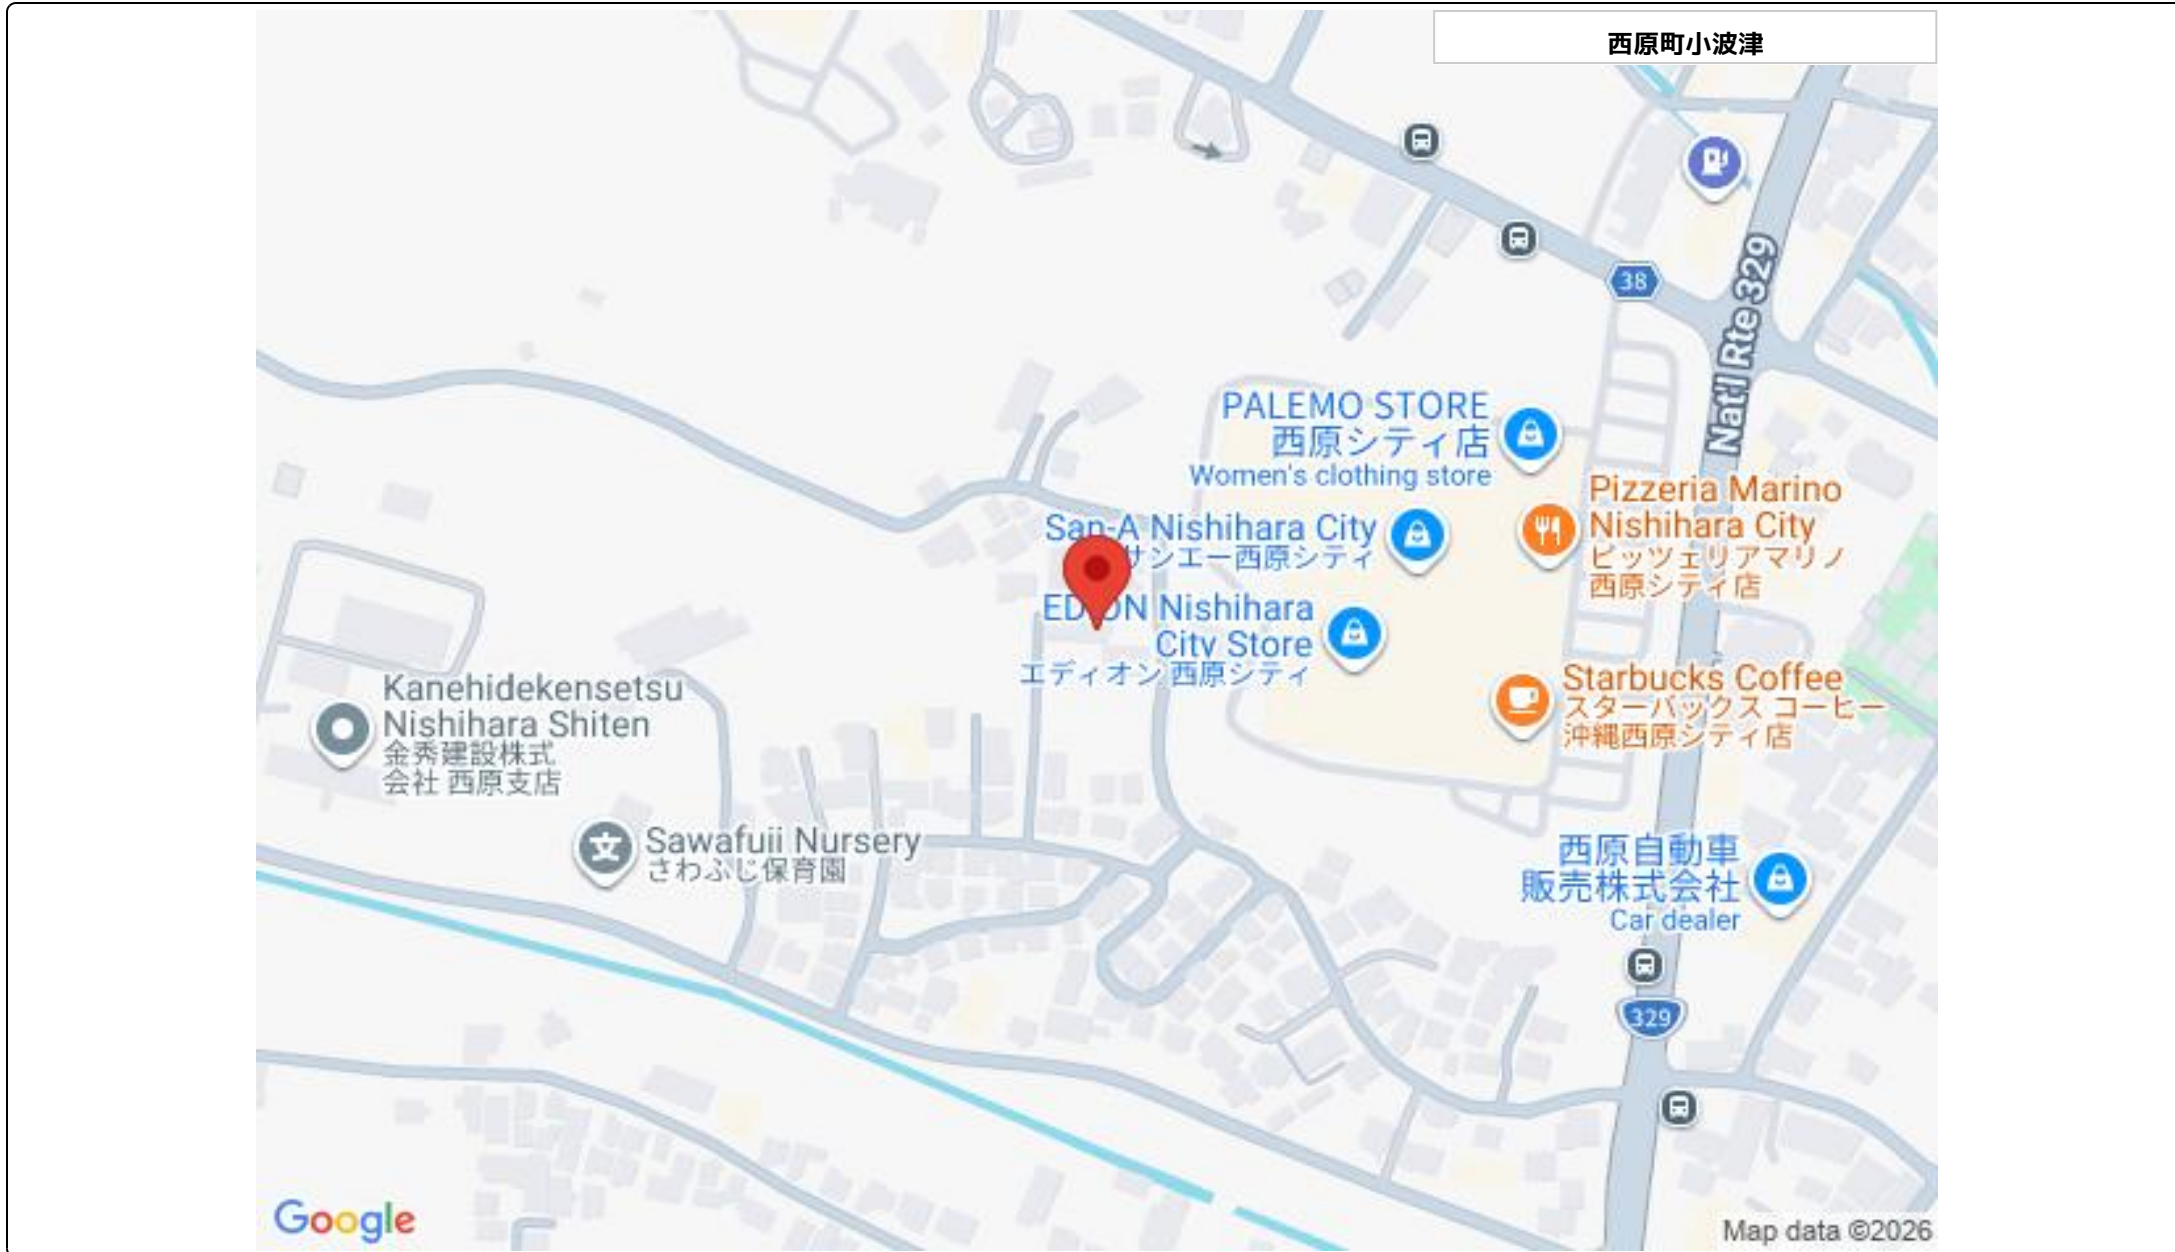 西原町小波津
38
Nat'l Rte 329
PALEMO STORE
西原シティ店
Women's clothing store
Pizzeria Marino
Nishihara City
ピッツェリアマリノ
西原シティ店
San-A Nishihara City
サンエー西原シティ
EDION Nishihara
City Store
エディオン 西原シティ
Starbucks Coffee
スターバックス コーヒー
沖縄西原シティ店
Kanehidekensetsu
Nishihara Shiten
金秀建設株式
会社 西原支店
Sawafuji Nursery
さわふじ保育園
西原自動車
販売株式会社
Car dealer
329
Google
Map data ©2026